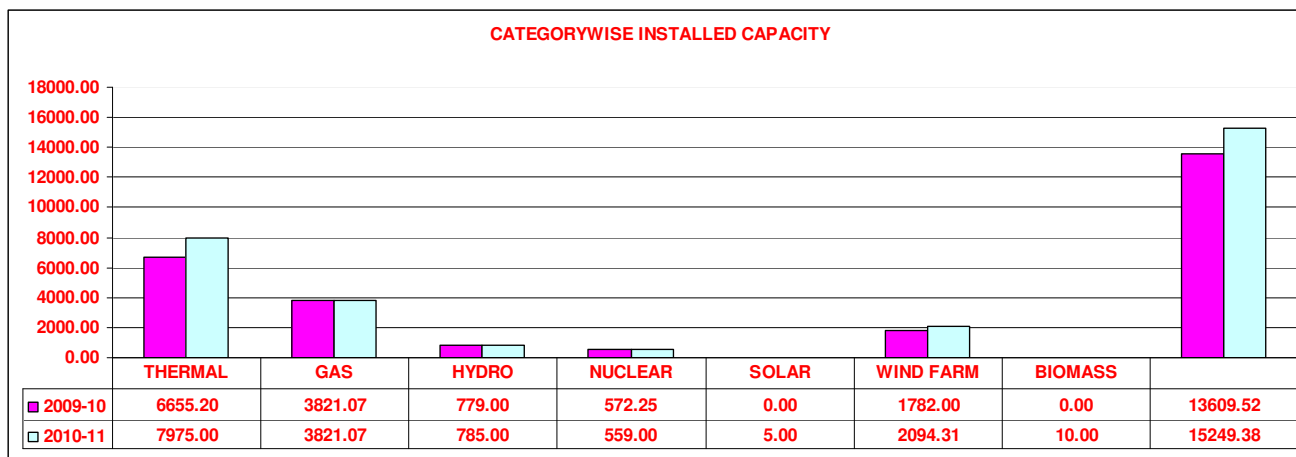 CATEGORYWISE INSTALLED CAPACITY
18000.00
16000.00
14000.00
12000.00
10000.00
8000.00
6000.00
4000.00
2000.00
0.00
THERMAL GAS HYDRO NUCLEAR SOLAR WIND FARM BIOMASS
2009-10 6655.20 3821.07 779.00 572.25 0.00 1782.00 0.00 13609.52
2010-11 7975.00 3821.07 785.00 559.00 5.00 2094.31 10.00 15249.38